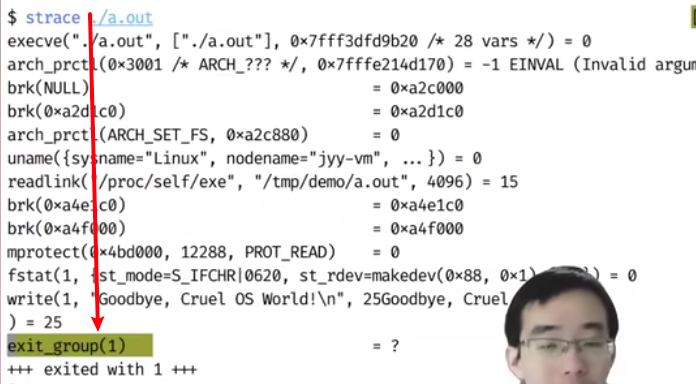 $ strace ./a.out
execve("./a.out", ["./a.out"], 0x7fff3dfd9b20 /* 28 vars */) = 0
arch_prctl(0x3001 /* ARCH_??? */, 0x7fffe214d170) = -1 EINVAL (Invalid argum
brk(NULL) = 0xa2c000
brk(0xa2d1c0) = 0xa2d1c0
arch_prctl(ARCH_SET_FS, 0xa2c880) = 0
uname({sysname="Linux", nodename="jyy-vm", ...}) = 0
readlink("/proc/self/exe", "/tmp/demo/a.out", 4096) = 15
brk(0xa4e1c0) = 0xa4e1c0
brk(0xa4f000) = 0xa4f000
mprotect(0x4bd000, 12288, PROT_READ) = 0
fstat(1, {st_mode=S_IFCHR|0620, st_rdev=makedev(0x88, 0x1) }) = 0
write(1, "Goodbye, Cruel OS World!\n", 25Goodbye, Cruel
) = 25
exit_group(1) = ?
+++ exited with 1 +++